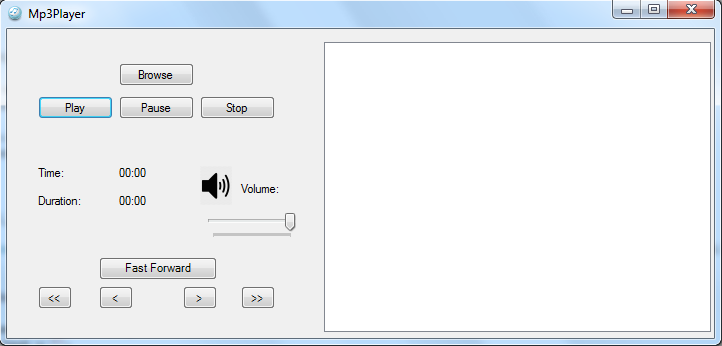 Mp3Player
Browse
Play Pause Stop
Time: 00:00
Volume:
Duration: 00:00
Fast Forward
<< < > >>